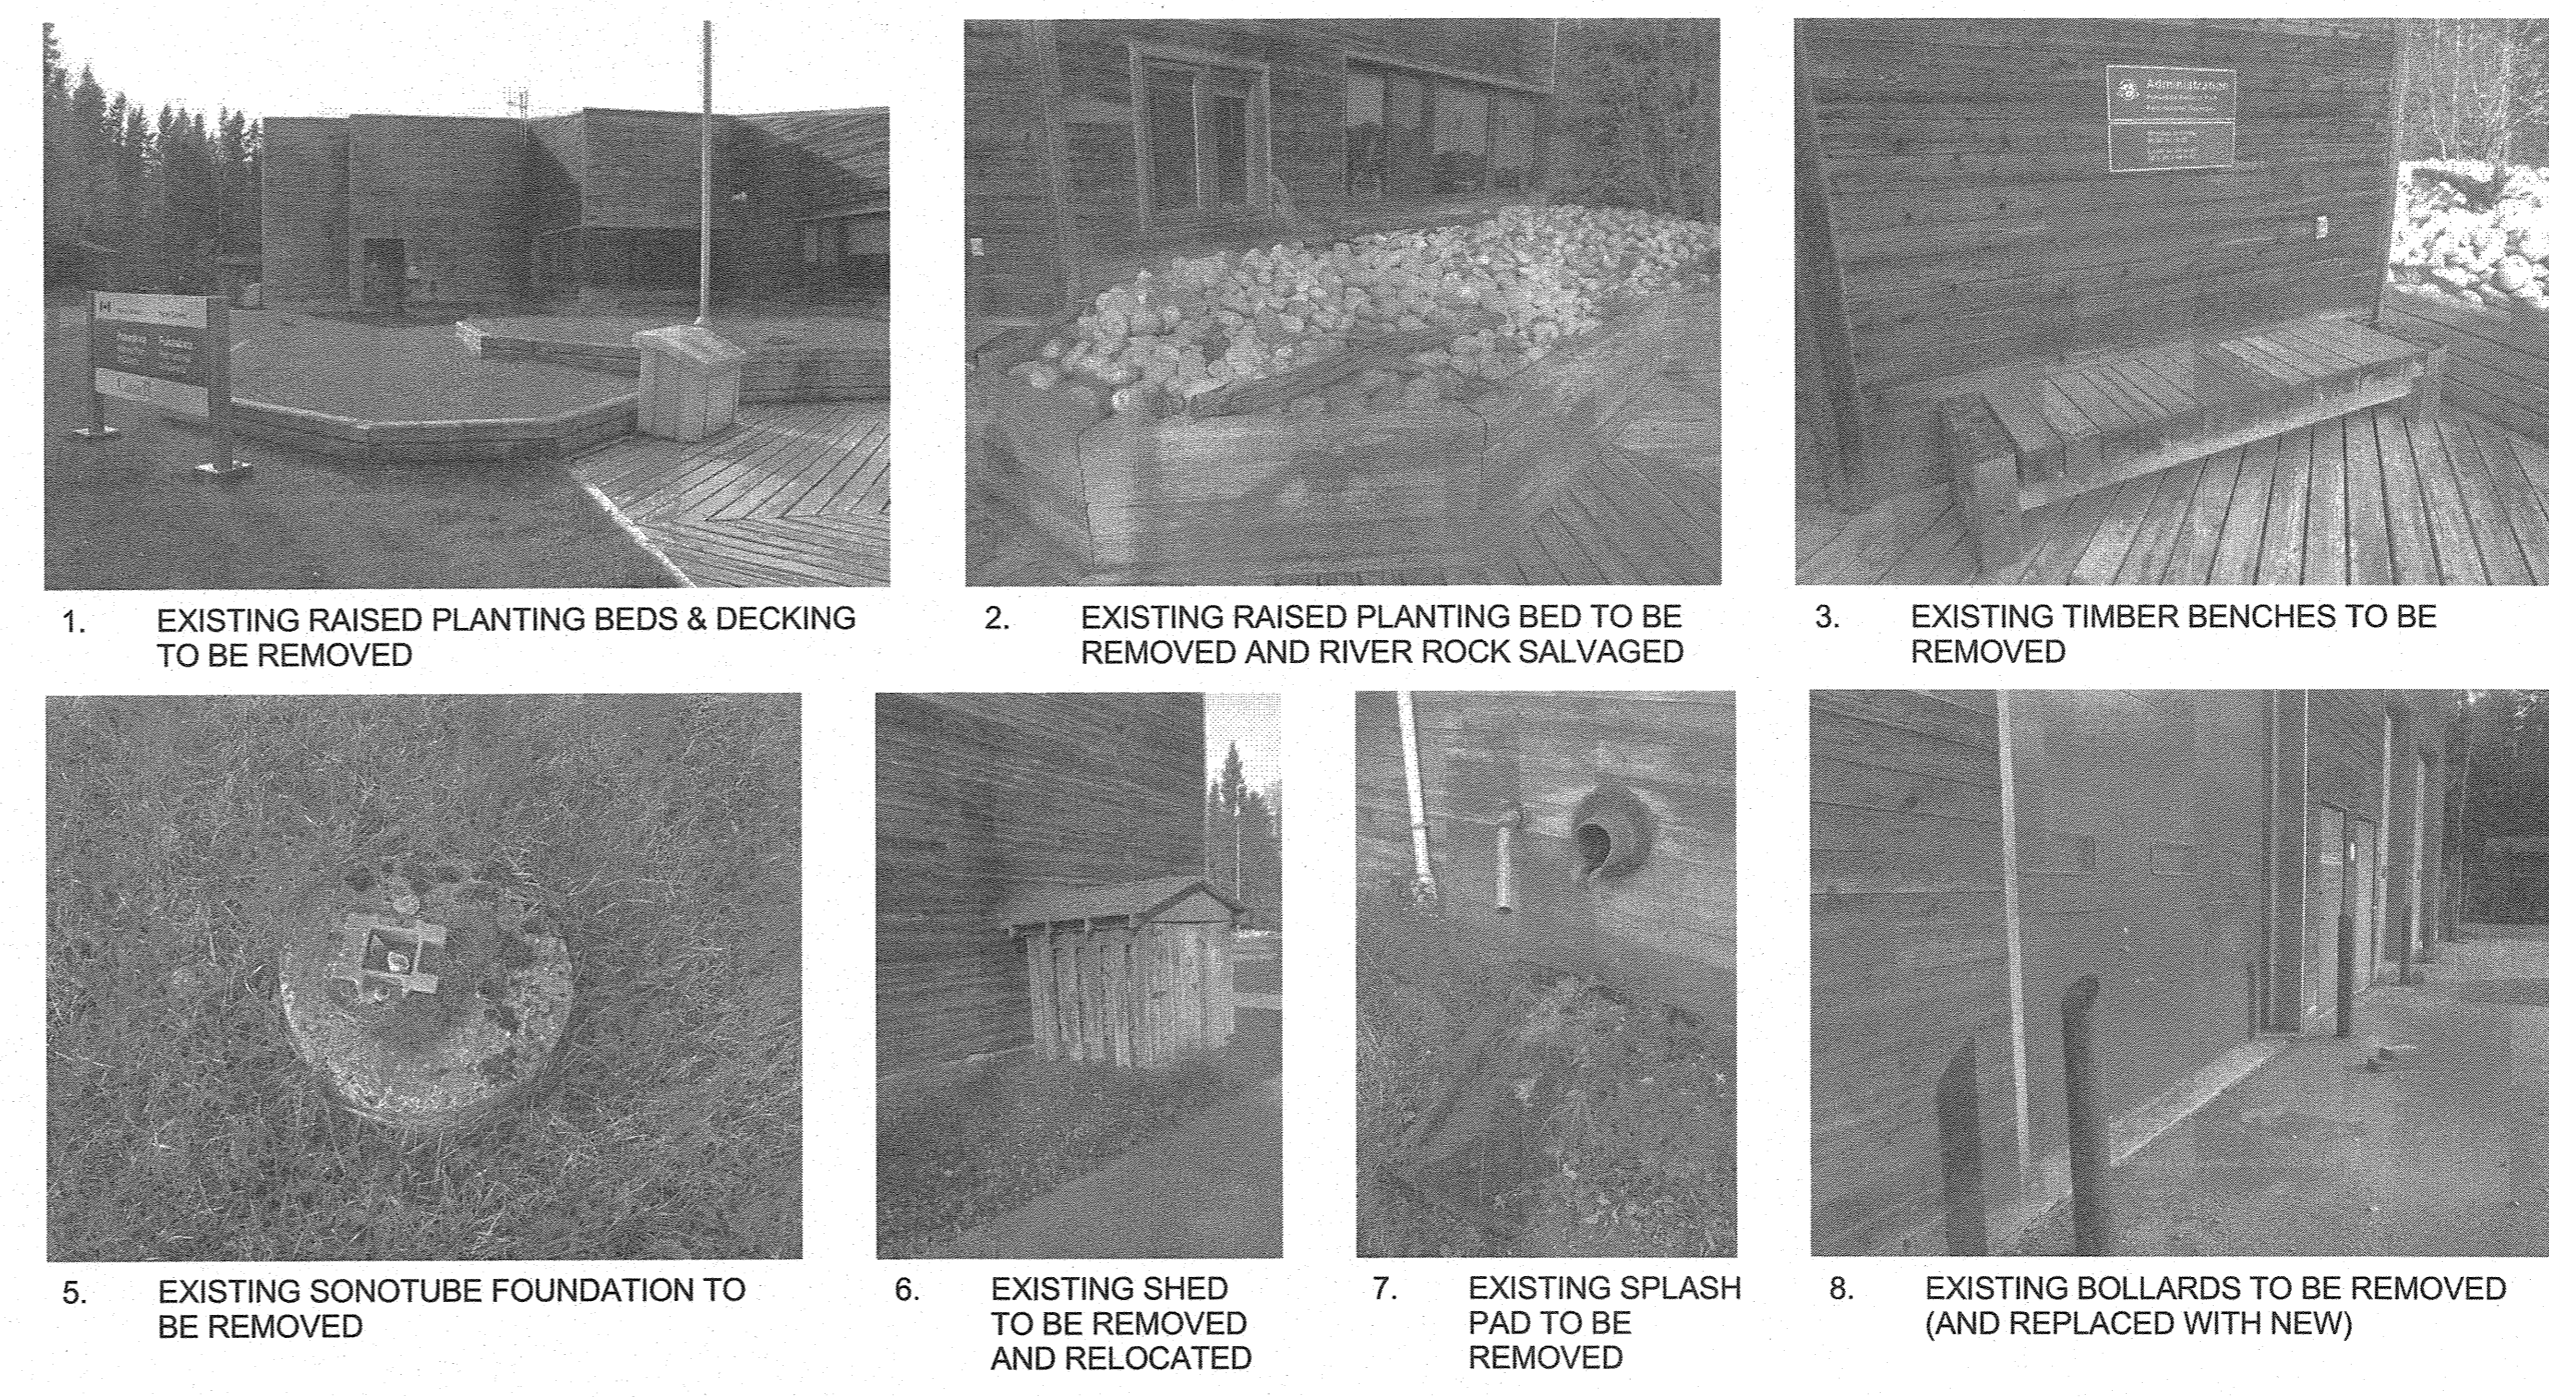 Administration
1. EXISTING RAISED PLANTING BEDS & DECKING
TO BE REMOVED
2. EXISTING RAISED PLANTING BED TO BE
REMOVED AND RIVER ROCK SALVAGED
3. EXISTING TIMBER BENCHES TO BE
REMOVED
5. EXISTING SONOTUBE FOUNDATION TO
BE REMOVED
6. EXISTING SHED
TO BE REMOVED
AND RELOCATED
7. EXISTING SPLASH
PAD TO BE
REMOVED
8. EXISTING BOLLARDS TO BE REMOVED
(AND REPLACED WITH NEW)